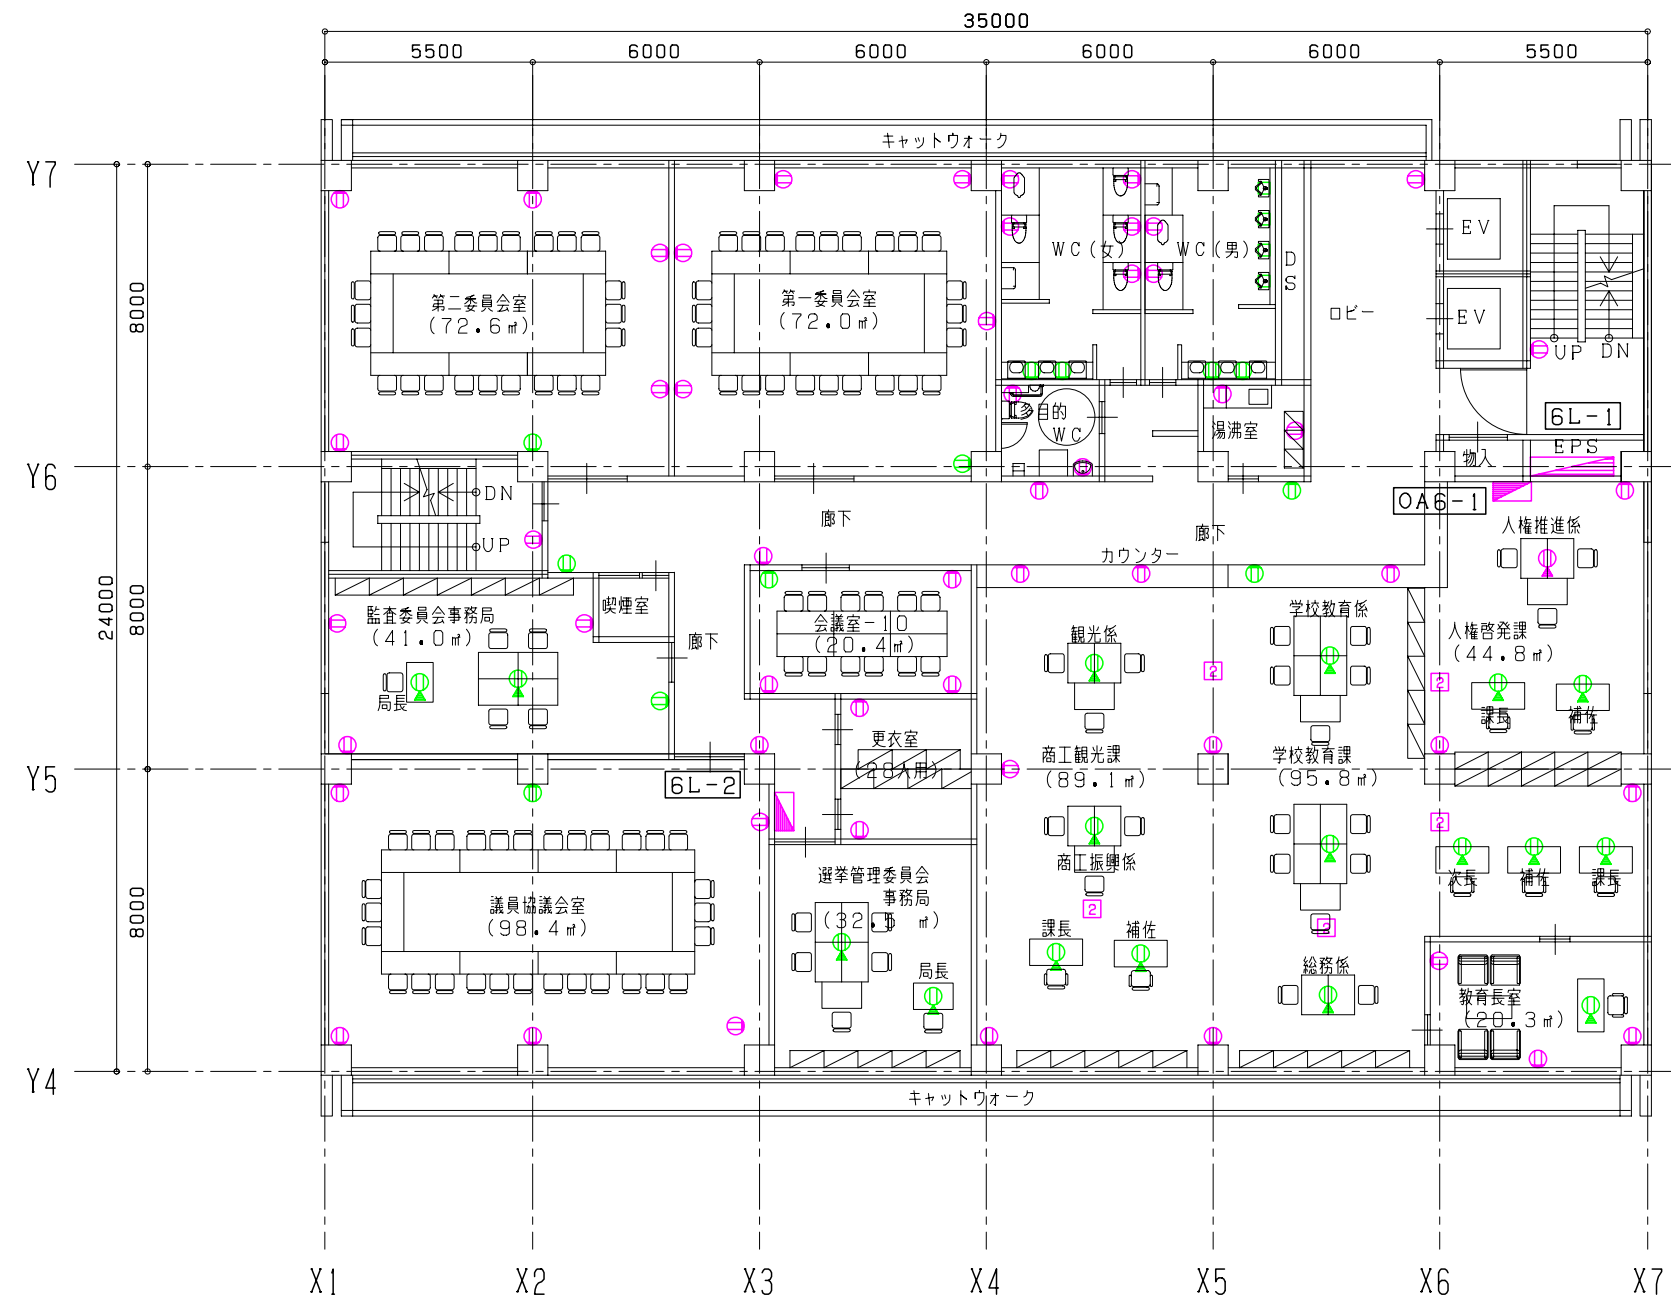 35000
5500
6000
6000
6000
6000
5500
キャットウォーク
Y7
8000
WC(女)
WC(男)
DS
EV
第二委員会室
(72.6㎡)
第一委員会室
(72.0㎡)
ロビー
EV
UP
DN
多目的
WC
湯沸室
6L-1
EPS
物入
Y6
DN
OA6-1
廊下
廊下
人権推進係
UP
カウンター
24000
8000
喫煙室
監査委員会事務局
(41.0㎡)
廊下
会議室-10
(20.4㎡)
観光係
学校教育係
人権啓発課
(44.8㎡)
2
2
局長
課長
補佐
更衣室
(28人用)
商工観光課
(89.1㎡)
学校教育課
(95.8㎡)
Y5
6L-2
2
商工振興係
次長
補佐
課長
8000
議員協議会室
(98.4㎡)
選挙管理委員会
事務局
(32.5㎡)
2
2
課長
補佐
局長
総務係
教育長室
(20.3㎡)
Y4
キャットウォーク
X1
X2
X3
X4
X5
X6
X7